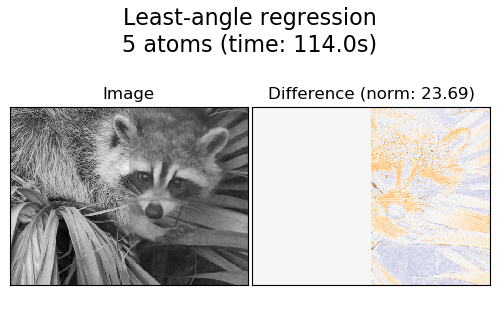 Least-angle regression
5 atoms (time: 114.0s)
Image
Difference (norm: 23.69)